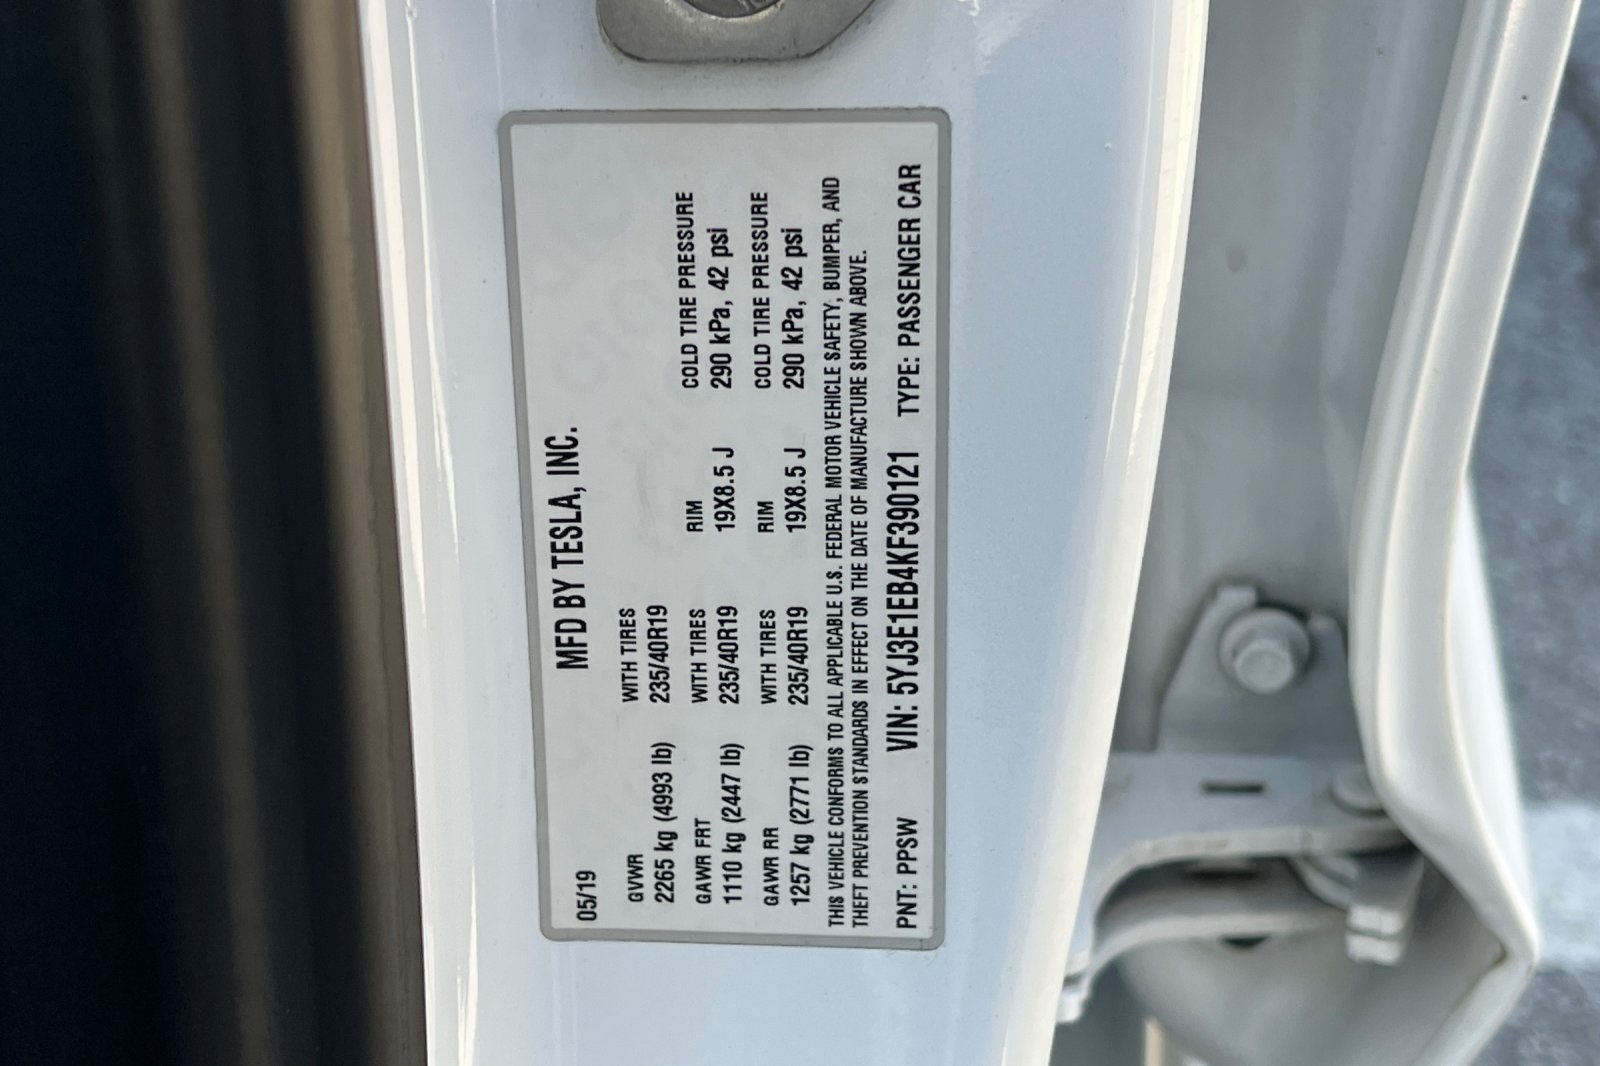 MFD BY TESLA, INC.
05/19
GVWR WITH TIRES
2265 kg (4993 lb) 235/40R19
GAWR FRT WITH TIRES RIM COLD TIRE PRESSURE
1110 kg (2447 lb) 235/40R19 19X8.5 J 290 kPa, 42 psi
GAWR RR WITH TIRES RIM COLD TIRE PRESSURE
1257 kg (2771 lb) 235/40R19 19X8.5 J 290 kPa, 42 psi
THIS VEHICLE CONFORMS TO ALL APPLICABLE U.S. FEDERAL MOTOR VEHICLE SAFETY, BUMPER, AND
THEFT PREVENTION STANDARDS IN EFFECT ON THE DATE OF MANUFACTURE SHOWN ABOVE.
PNT: PPSW VIN: 5YJ3E1EB4KF390121 TYPE: PASSENGER CAR